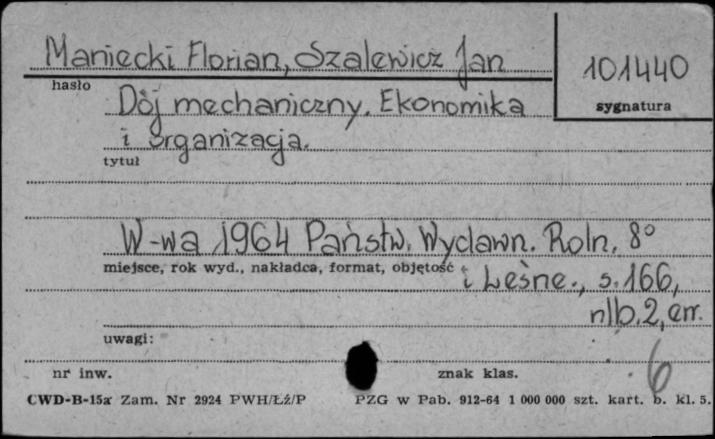 Maniecki Florian, Szalewicz Jan
101440
hasło
sygnatura
Dój mechaniczny. Ekonomika
i organizacja.
tytuł
W-wa 1964 Państw. Wydawn. Roln. 8°
miejsce, rok wyd., nakładca, format, objętość
i Leśne., s. 166,
nlb. 2, err.
uwagi:
6
nr inw.
znak klas.
CWD-B-15a Zam. Nr 2924 PWH/Łź/P
PZG w Pab. 912-64 1 000 000 szt. kart. b. kl. 5.